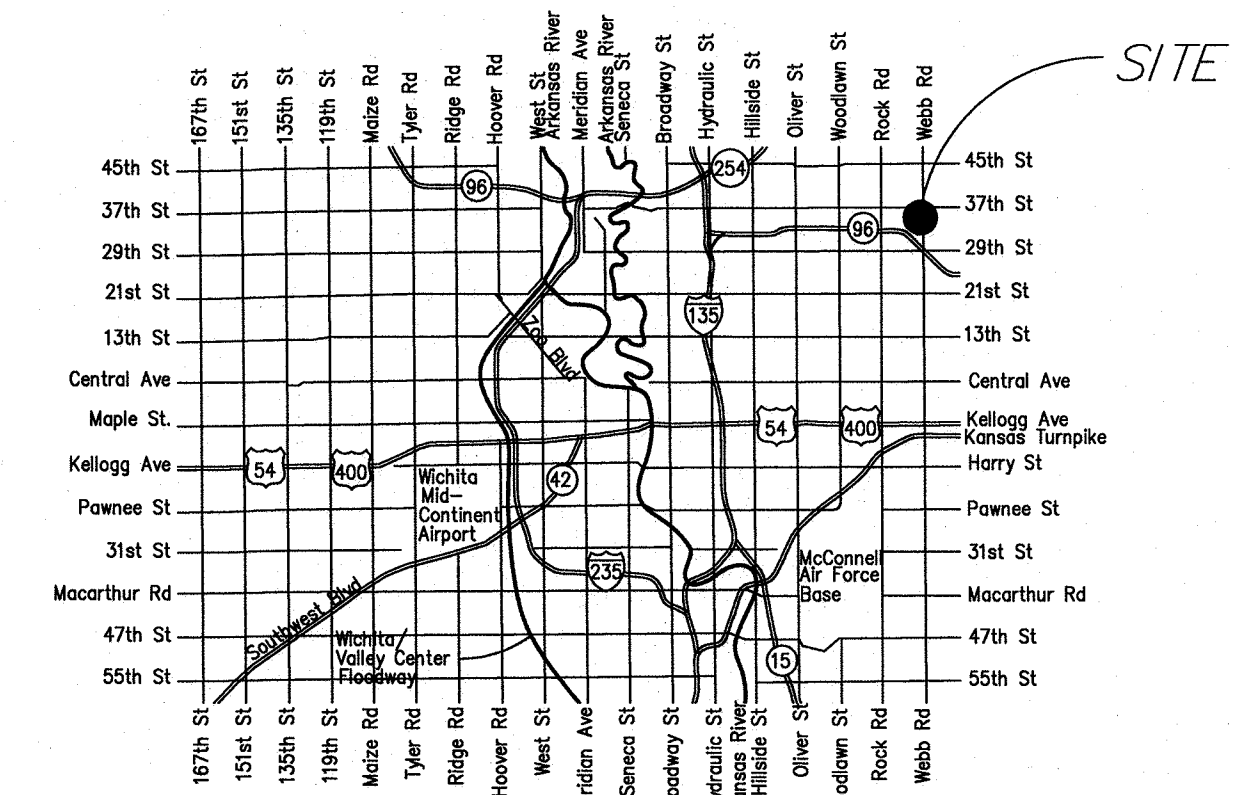 SITE
167th St
151st St
135th St
119th St
Maize Rd
Tyler Rd
Ridge Rd
Hoover Rd
West St
Arkansas River
Meridian Ave
Arkansas River
Seneca St
Broadway St
Hydraulic St
Hillside St
Oliver St
Woodlawn St
Rock Rd
Webb Rd
45th St
37th St
29th St
21st St
13th St
Central Ave
Maple St.
Kellogg Ave
Pawnee St
31st St
Macarthur Rd
47th St
55th St
96
254
96
135
Zoo Blvd
54
400
54
400
42
235
15
Wichita
Mid-
Continent
Airport
McConnell
Air Force
Base
Southwest Blvd
Wichita/
Valley Center
Floodway
45th St
37th St
29th St
21st St
13th St
Central Ave
Kellogg Ave
Kansas Turnpike
Harry St
Pawnee St
31st St
Macarthur Rd
47th St
55th St
167th St
151st St
135th St
119th St
Maize Rd
Tyler Rd
Ridge Rd
Hoover Rd
West St
ridian Ave
Seneca St
oadway St
draulic St
nsas River
Hillside St
Oliver St
odlawn St
Rock Rd
Webb Rd